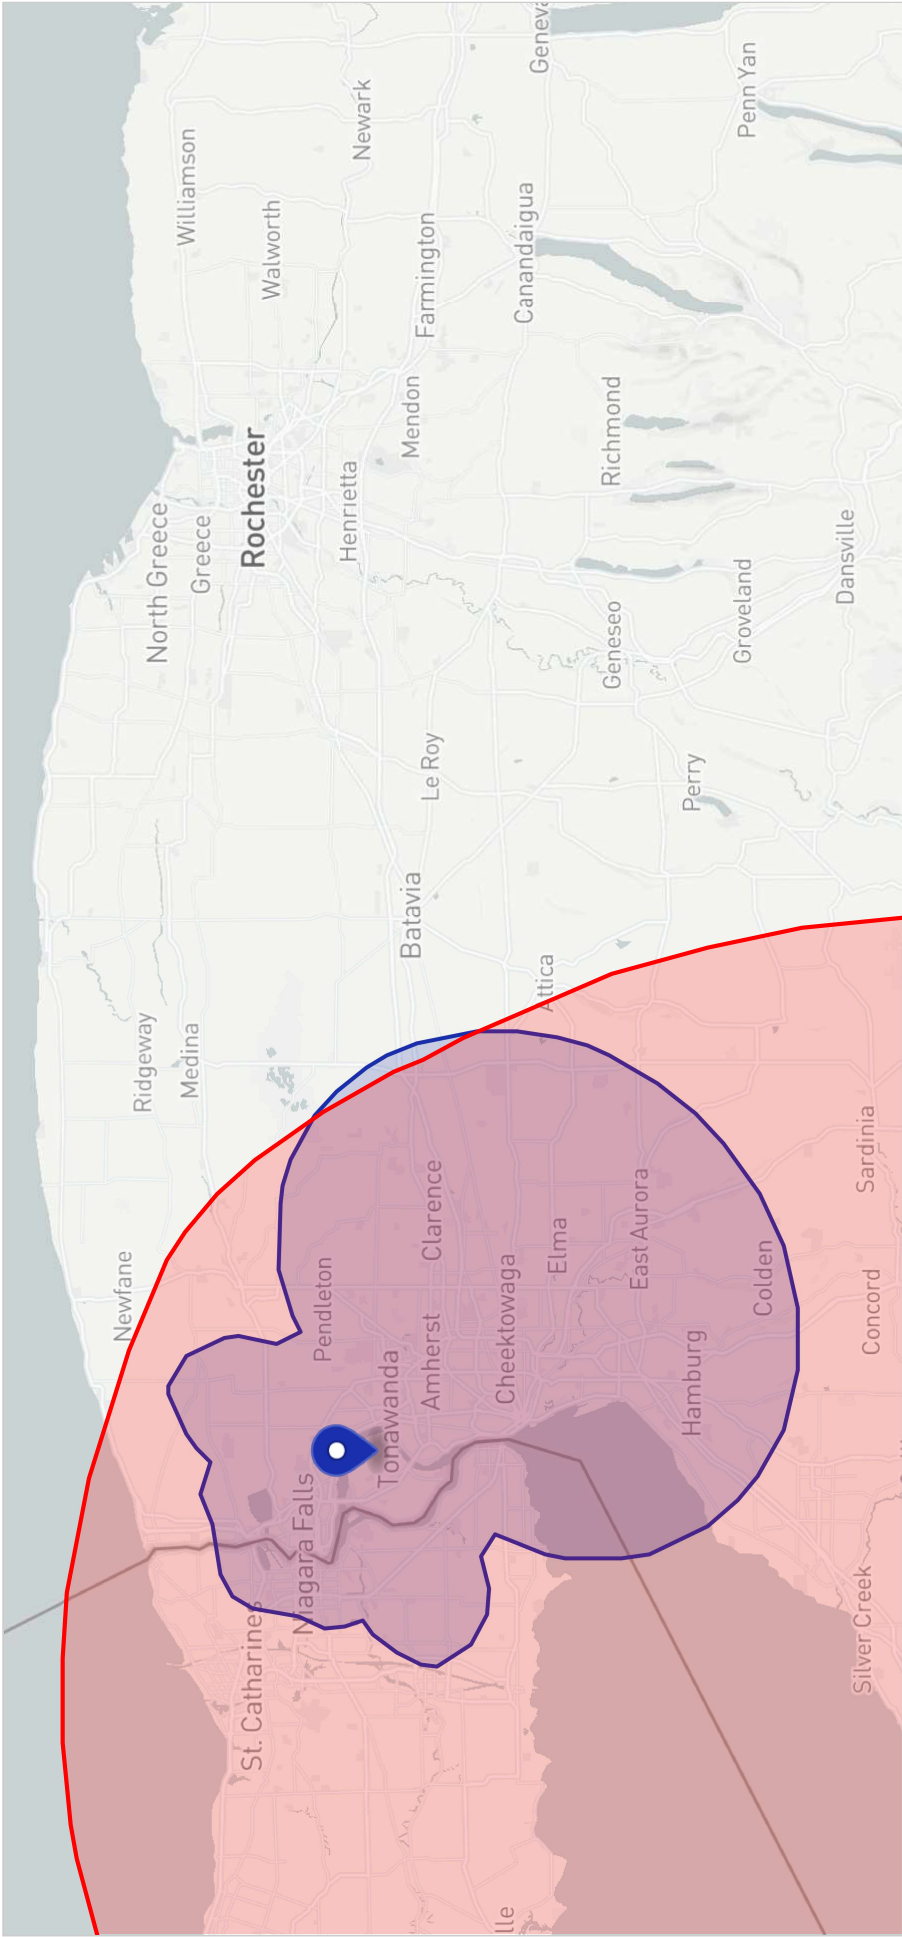 Geneva
Penn Yan
Newark
Williamson
Walworth
Farmington
Canandaigua
Mendon
Richmond
Rochester
Henrietta
North Greece
Greece
Dansville
Groveland
Geneseo
Le Roy
Perry
Batavia
Attica
Ridgeway
Medina
Sardinia
Clarence
East Aurora
Elma
Newfane
Pendleton
Cheektowaga
Colden
Concord
Amherst
Hamburg
Tonawanda
Niagara Falls
Silver Creek
St. Catharines
lle